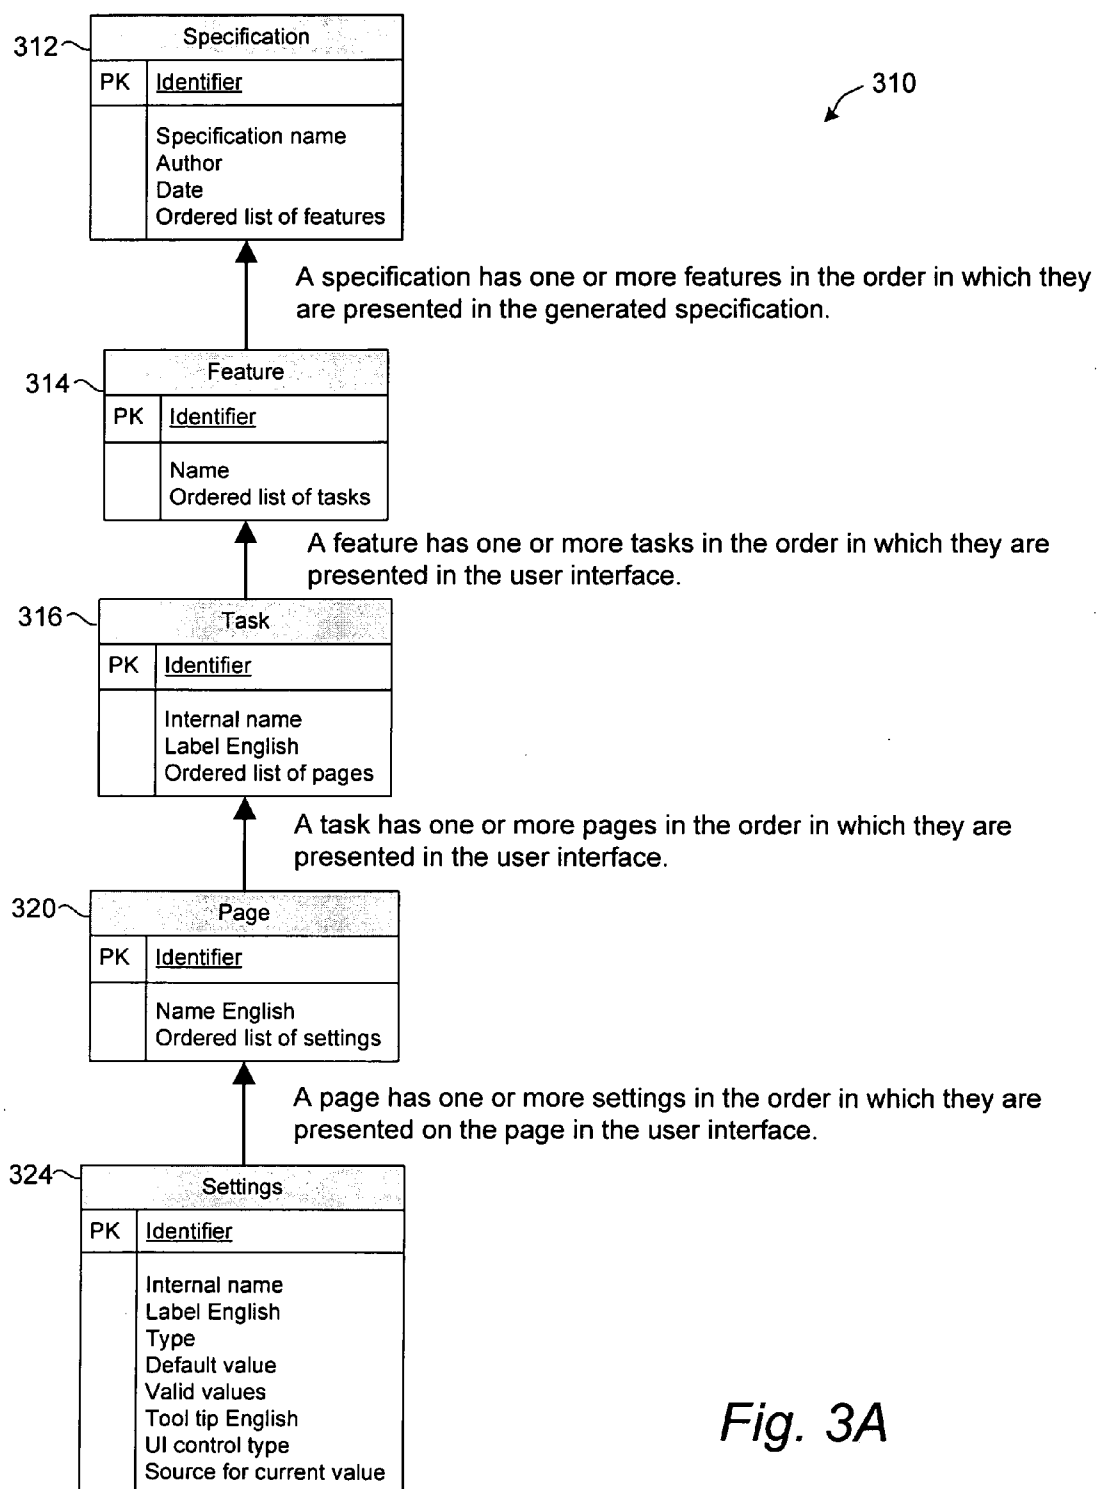 312
Specification
PK Identifier
310
Specification name
Author
Date
Ordered list of features
A specification has one or more features in the order in which they
are presented in the generated specification.
314
Feature
PK Identifier
Name
Ordered list of tasks
A feature has one or more tasks in the order in which they are
presented in the user interface.
316
Task
PK Identifier
Internal name
Label English
Ordered list of pages
A task has one or more pages in the order in which they are
presented in the user interface.
320
Page
PK Identifier
Name English
Ordered list of settings
A page has one or more settings in the order in which they are
presented on the page in the user interface.
324
Settings
PK Identifier
Internal name
Label English
Type
Default value
Valid values
Tool tip English
UI control type
Source for current value
Fig. 3A